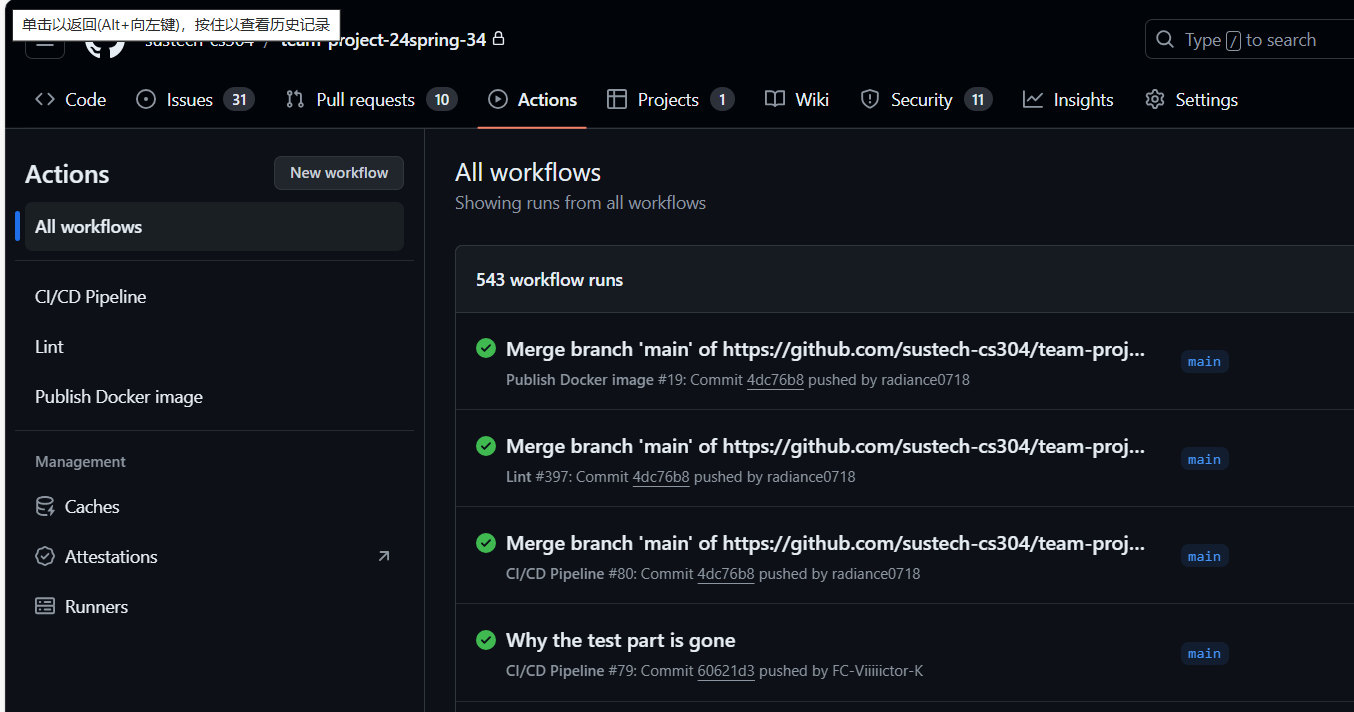 单击以返回(Alt+向左键)，按住以查看历史记录
sustech-cs304 / team-project-24spring-34
Type / to search
Code
Issues 31
Pull requests 10
Actions
Projects 1
Wiki
Security 11
Insights
Settings
Actions
New workflow
All workflows
CI/CD Pipeline
Lint
Publish Docker image
Management
Caches
Attestations
Runners
All workflows
Showing runs from all workflows
543 workflow runs
Merge branch 'main' of https://github.com/sustech-cs304/team-proj...
main
Publish Docker image #19: Commit 4dc76b8 pushed by radiance0718
Merge branch 'main' of https://github.com/sustech-cs304/team-proj...
main
Lint #397: Commit 4dc76b8 pushed by radiance0718
Merge branch 'main' of https://github.com/sustech-cs304/team-proj...
main
CI/CD Pipeline #80: Commit 4dc76b8 pushed by radiance0718
Why the test part is gone
main
CI/CD Pipeline #79: Commit 60621d3 pushed by FC-Viiiiictor-K